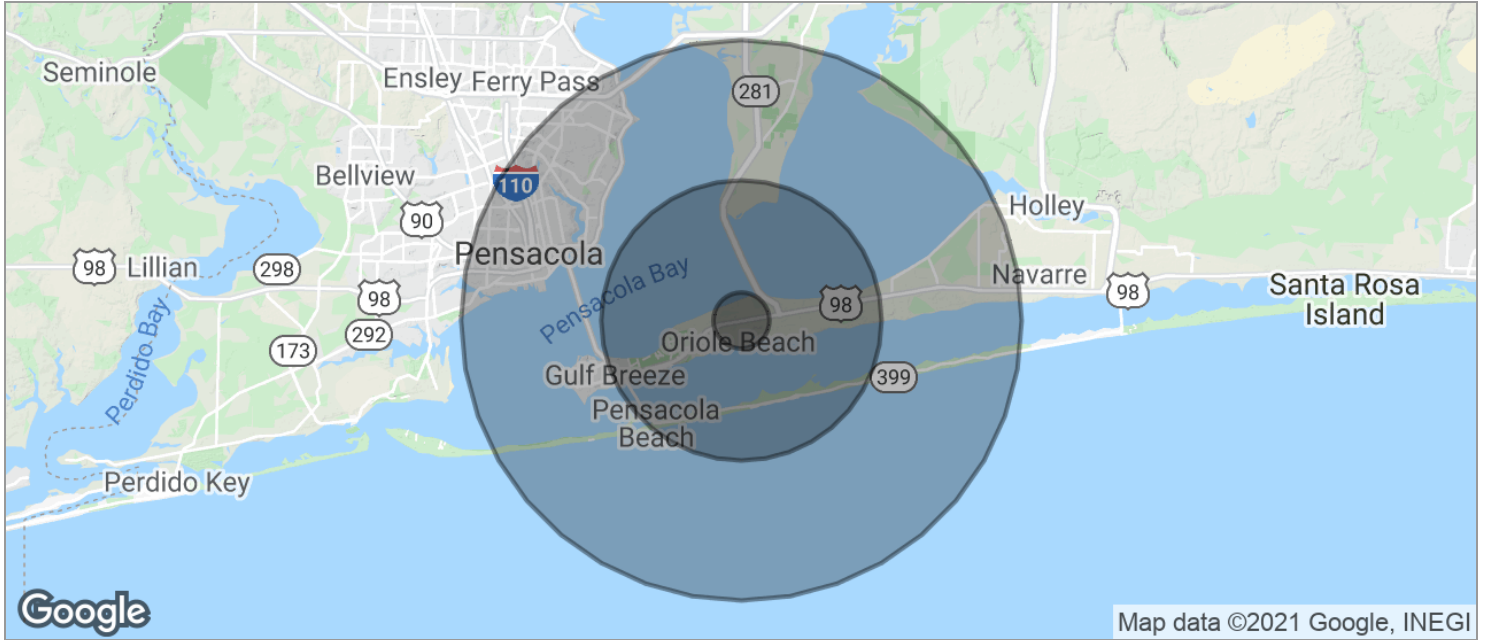 Seminole
Ensley
Ferry Pass
281
Bellview
110
90
Holley
Pensacola
98
Lillian
298
Pensacola Bay
Navarre
98
98
98
Santa Rosa
Island
292
173
Perdido Bay
Oriole Beach
Gulf Breeze
399
Pensacola
Beach
Perdido Key
Google
Map data ©2021 Google, INEGI